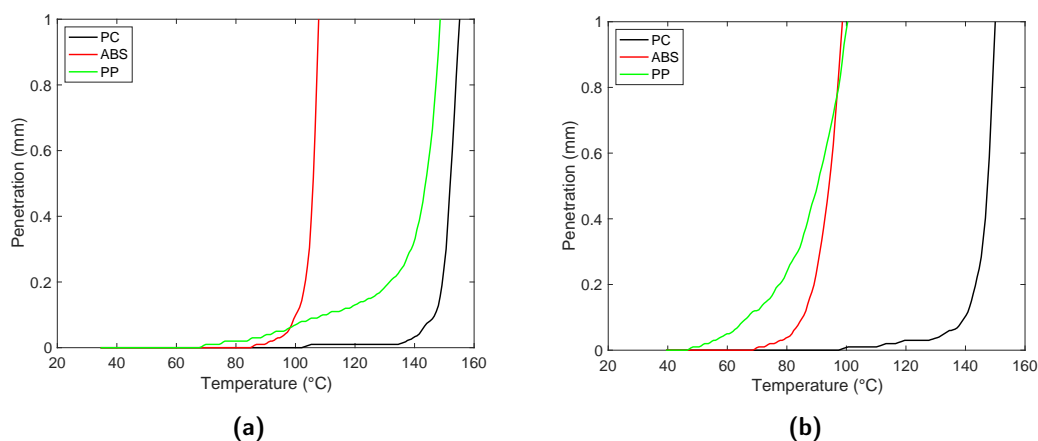 PC
ABS
PP
Penetration (mm)
1
0.8
0.6
0.4
0.2
0
20 40 60 80 100 120 140 160
Temperature (°C)
(a)
PC
ABS
PP
Penetration (mm)
1
0.8
0.6
0.4
0.2
0
20 40 60 80 100 120 140 160
Temperature (°C)
(b)